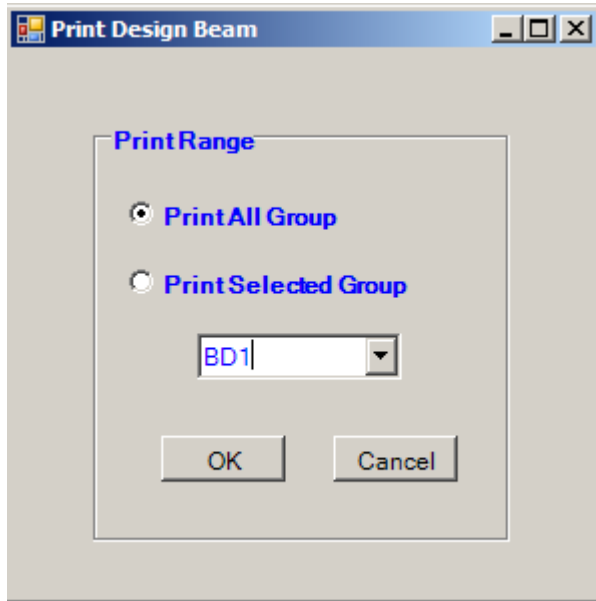 Print Design Beam
Print Range
Print All Group
Print Selected Group
BD1
OK Cancel